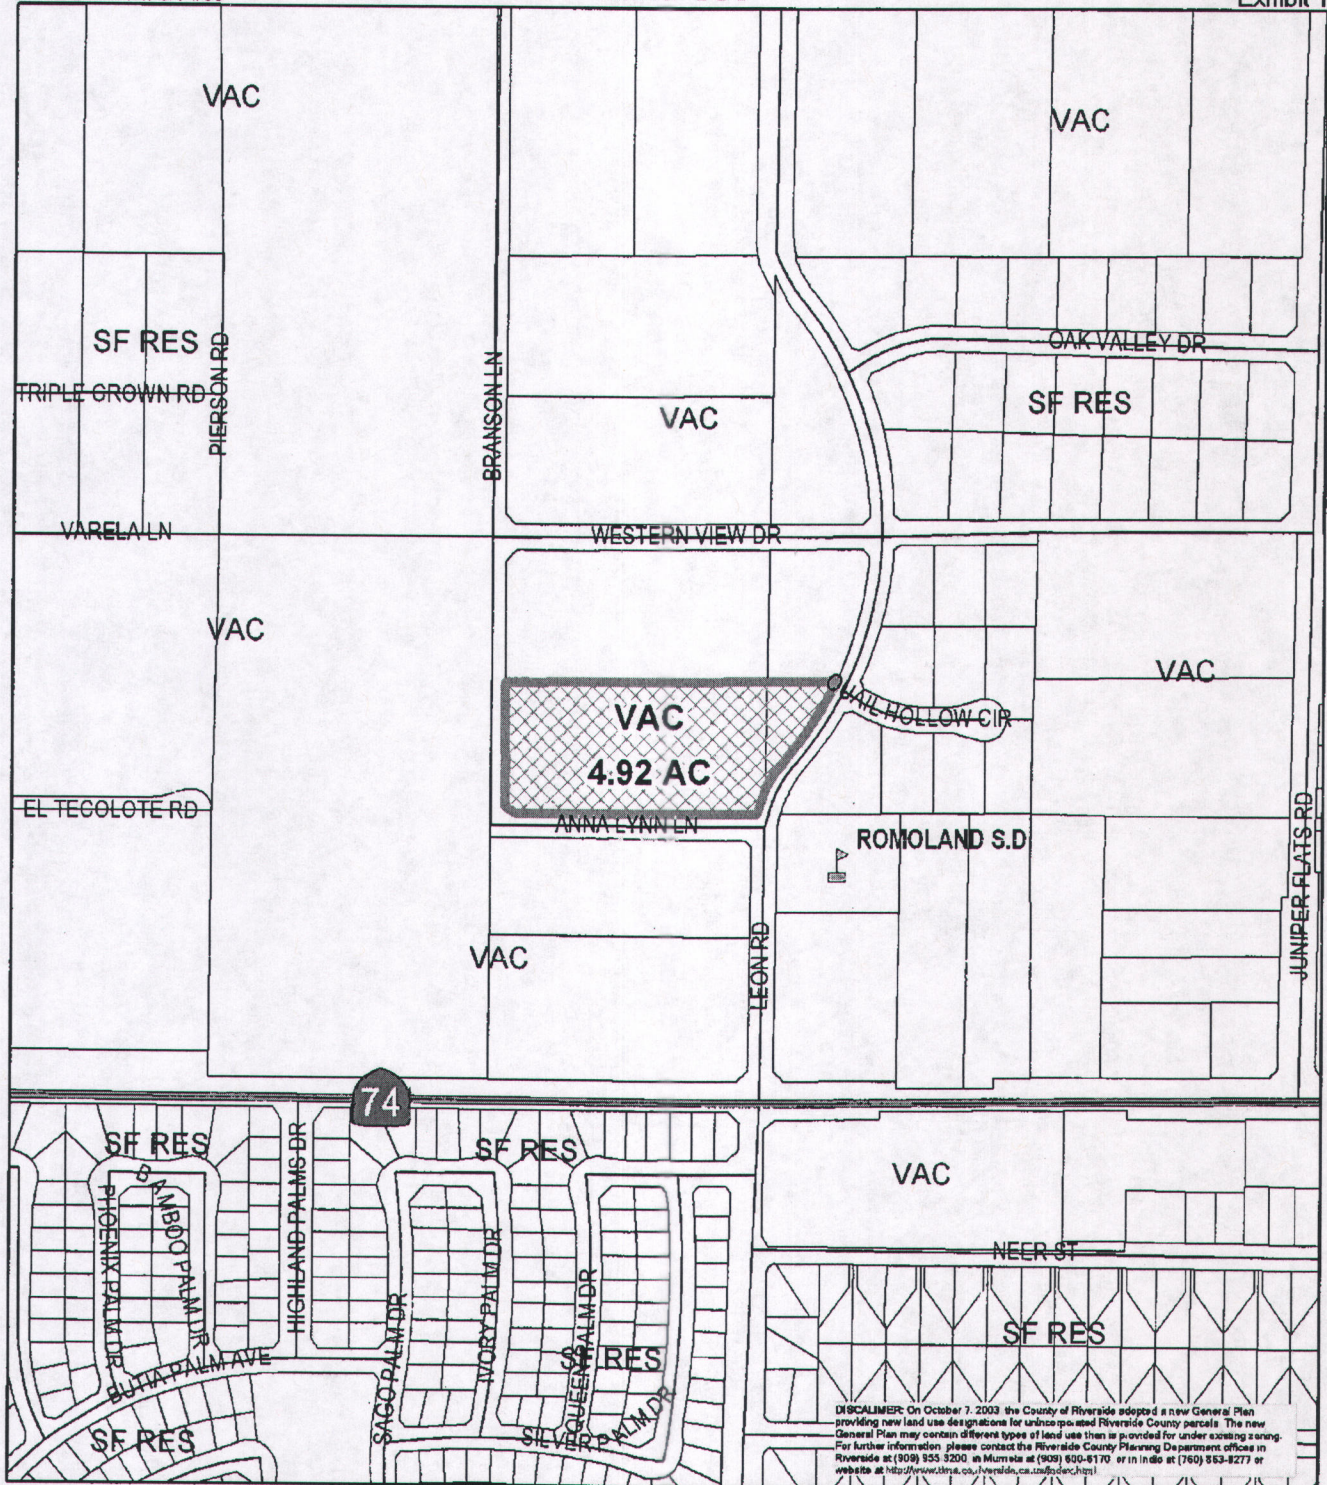 Exhibit 1
VAC
VAC
SF RES
PIERSON RD
TRIPLE CROWN RD
BRANSON LN
VAC
OAK VALLEY DR
SF RES
VARELA LN
WESTERN VIEW DR
VAC
VAC
VAC
4.92 AC
UAIL HOLLOW CIR
EL TECOLOTE RD
ANNA LYNN LN
ROMOLAND S.D
JUNIPER FLATS RD
VAC
LEON RD
74
SF RES
SF RES
VAC
HIGHLAND PALMS DR
PHOENIX PALM DR
BAMBOO PALM DR
NEER ST
SAGO PALM DR
IVORY PALM DR
QUEEN PALM DR
SF RES
SF RES
BUTIA PALM AVE
SF RES
SILVER PALM DR
DISCALIMER: On October 7, 2003 the County of Riverside adopted a new General Plan
providing new land use designations for unincorporated Riverside County parcels. The new
General Plan may contain different types of land use than is provided for under existing zoning.
For further information, please contact the Riverside County Planning Department offices in
Riverside at (909) 955-3200, in Murrieta at (909) 600-6170, or in Indio at (760) 863-8277 or
website at